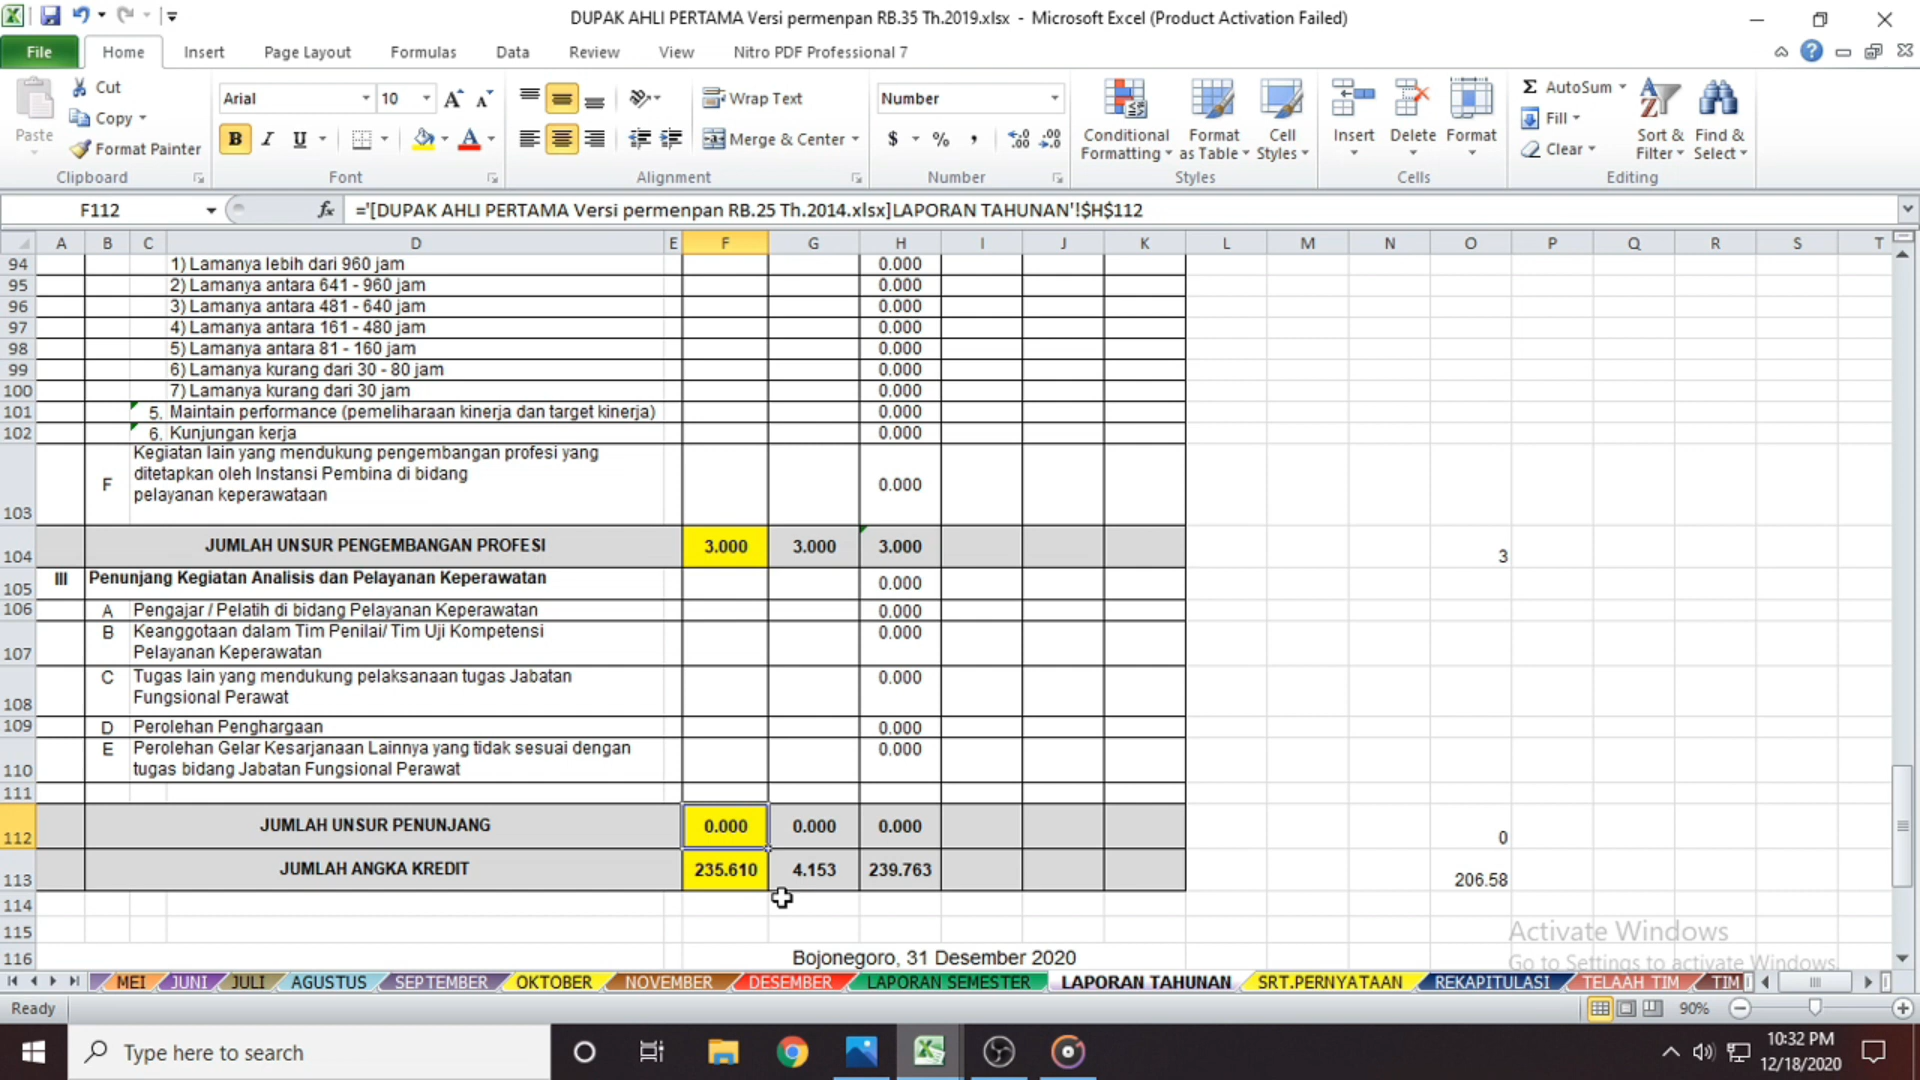 DUPAK AHLI PERTAMA Versi permenpan RB.35 Th.2019.xlsx - Microsoft Excel (Product Activation Failed)
File Home Insert Page Layout Formulas Data Review View Nitro PDF Professional 7
Paste Cut Copy Format Painter Clipboard
Arial 10 B I U Font
Wrap Text Merge & Center Alignment
Number $ % , Number
Conditional Formatting Format as Table Cell Styles Styles
Insert Delete Format Cells
AutoSum Fill Clear Sort & Filter Find & Select Editing
F112 fx ='[DUPAK AHLI PERTAMA Versi permenpan RB.25 Th.2014.xlsx]LAPORAN TAHUNAN'!$H$112
A B C D E F G H I J K L M N O P Q R S T
94 1) Lamanya lebih dari 960 jam 0.000
95 2) Lamanya antara 641 - 960 jam 0.000
96 3) Lamanya antara 481 - 640 jam 0.000
97 4) Lamanya antara 161 - 480 jam 0.000
98 5) Lamanya antara 81 - 160 jam 0.000
99 6) Lamanya kurang dari 30 - 80 jam 0.000
100 7) Lamanya kurang dari 30 jam 0.000
101 5. Maintain performance (pemeliharaan kinerja dan target kinerja) 0.000
102 6. Kunjungan kerja 0.000
Kegiatan lain yang mendukung pengembangan profesi yang
ditetapkan oleh Instansi Pembina di bidang
103 F pelayanan keperawataan 0.000
104 JUMLAH UNSUR PENGEMBANGAN PROFESI 3.000 3.000 3.000 3
105 III Penunjang Kegiatan Analisis dan Pelayanan Keperawatan 0.000
106 A Pengajar / Pelatih di bidang Pelayanan Keperawatan 0.000
B Keanggotaan dalam Tim Penilai/ Tim Uji Kompetensi 0.000
107 Pelayanan Keperawatan
C Tugas lain yang mendukung pelaksanaan tugas Jabatan 0.000
108 Fungsional Perawat
109 D Perolehan Penghargaan 0.000
E Perolehan Gelar Kesarjanaan Lainnya yang tidak sesuai dengan 0.000
110 tugas bidang Jabatan Fungsional Perawat
111
112 JUMLAH UNSUR PENUNJANG 0.000 0.000 0.000 0
113 JUMLAH ANGKA KREDIT 235.610 4.153 239.763 206.58
114
115
116 Bojonegoro, 31 Desember 2020
Activate Windows
Go to Settings to activate Windows.
MEI JUNI JULI AGUSTUS SEPTEMBER OKTOBER NOVEMBER DESEMBER LAPORAN SEMESTER LAPORAN TAHUNAN SRT.PERNYATAAN REKAPITULASI TELAAH TIM TIM
Ready 90%
Type here to search
10:32 PM
12/18/2020